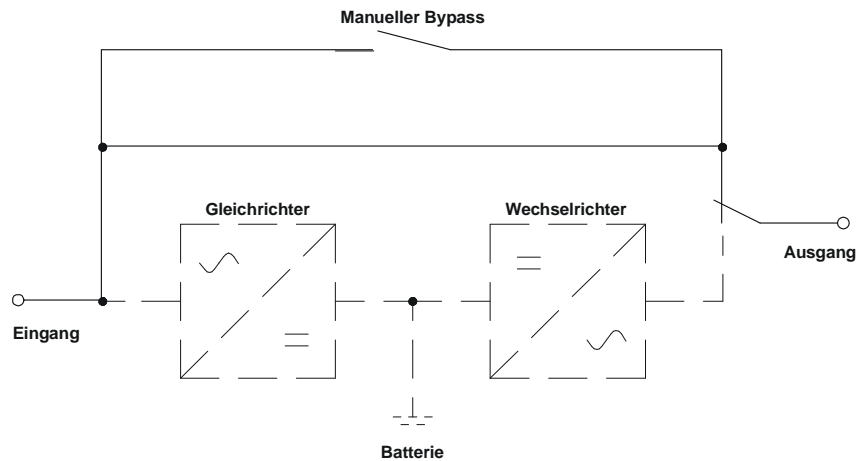 Manueller Bypass
Gleichrichter
Wechselrichter
Ausgang
Eingang
Batterie